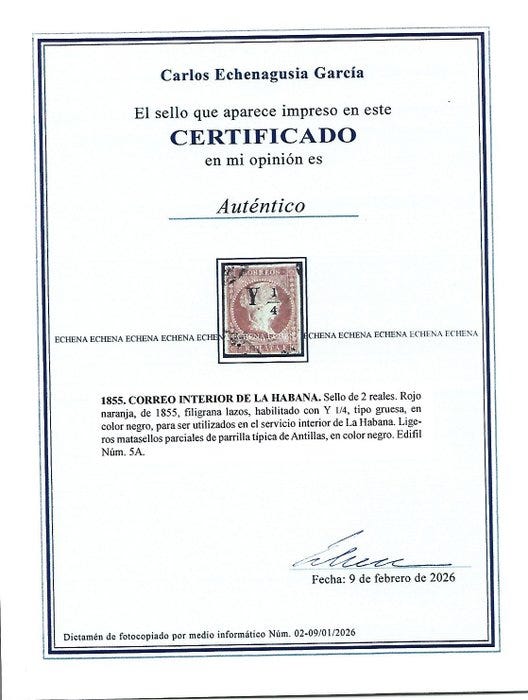 Carlos Echenagusia García
El sello que aparece impreso en este
CERTIFICADO
en mi opinión es
Auténtico
CORREOS
Y 1/4
PLATA F
ECHENA ECHENA ECHENA ECHENA ECHEN ECHENA ECHENA ECHENA ECHENA ECHENA
1855. CORREO INTERIOR DE LA HABANA. Sello de 2 reales. Rojo
naranja, de 1855, filigrana lazos, habilitado con Y 1/4, tipo gruesa, en
color negro, para ser utilizados en el servicio interior de La Habana. Lige-
ros matasellos parciales de parrilla típica de Antillas, en color negro. Edifil
Núm. 5A.
Fecha: 9 de febrero de 2026
Dictamén de fotocopiado por medio informático Núm. 02-09/01/2026